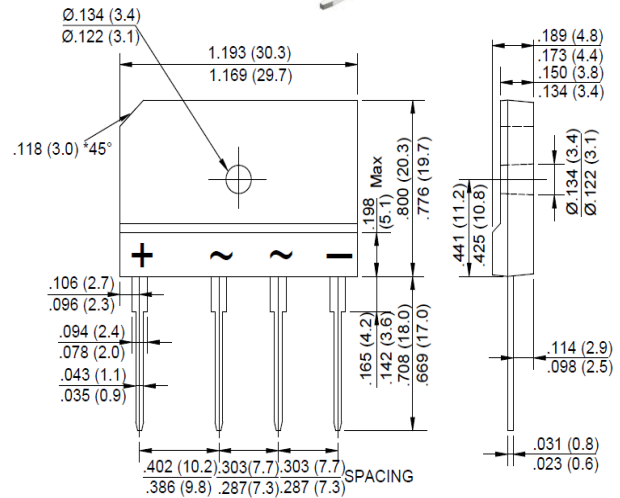 Ø.134 (3.4)
Ø.122 (3.1)
1.193 (30.3)
1.169 (29.7)
.189 (4.8)
.173 (4.4)
.150 (3.8)
.134 (3.4)
.118 (3.0) *45°
.198 Max
(5.1)
.800 (20.3)
.776 (19.7)
.441 (11.2)
.425 (10.8)
Ø.134 (3.4)
Ø.122 (3.1)
+ ~ ~ −
.106 (2.7)
.096 (2.3)
.094 (2.4)
.078 (2.0)
.043 (1.1)
.035 (0.9)
.165 (4.2)
.142 (3.6)
.708 (18.0)
.669 (17.0)
.114 (2.9)
.098 (2.5)
.031 (0.8)
.023 (0.6)
.402 (10.2) .303(7.7) .303 (7.7) SPACING
.386 (9.8) .287(7.3) .287 (7.3)